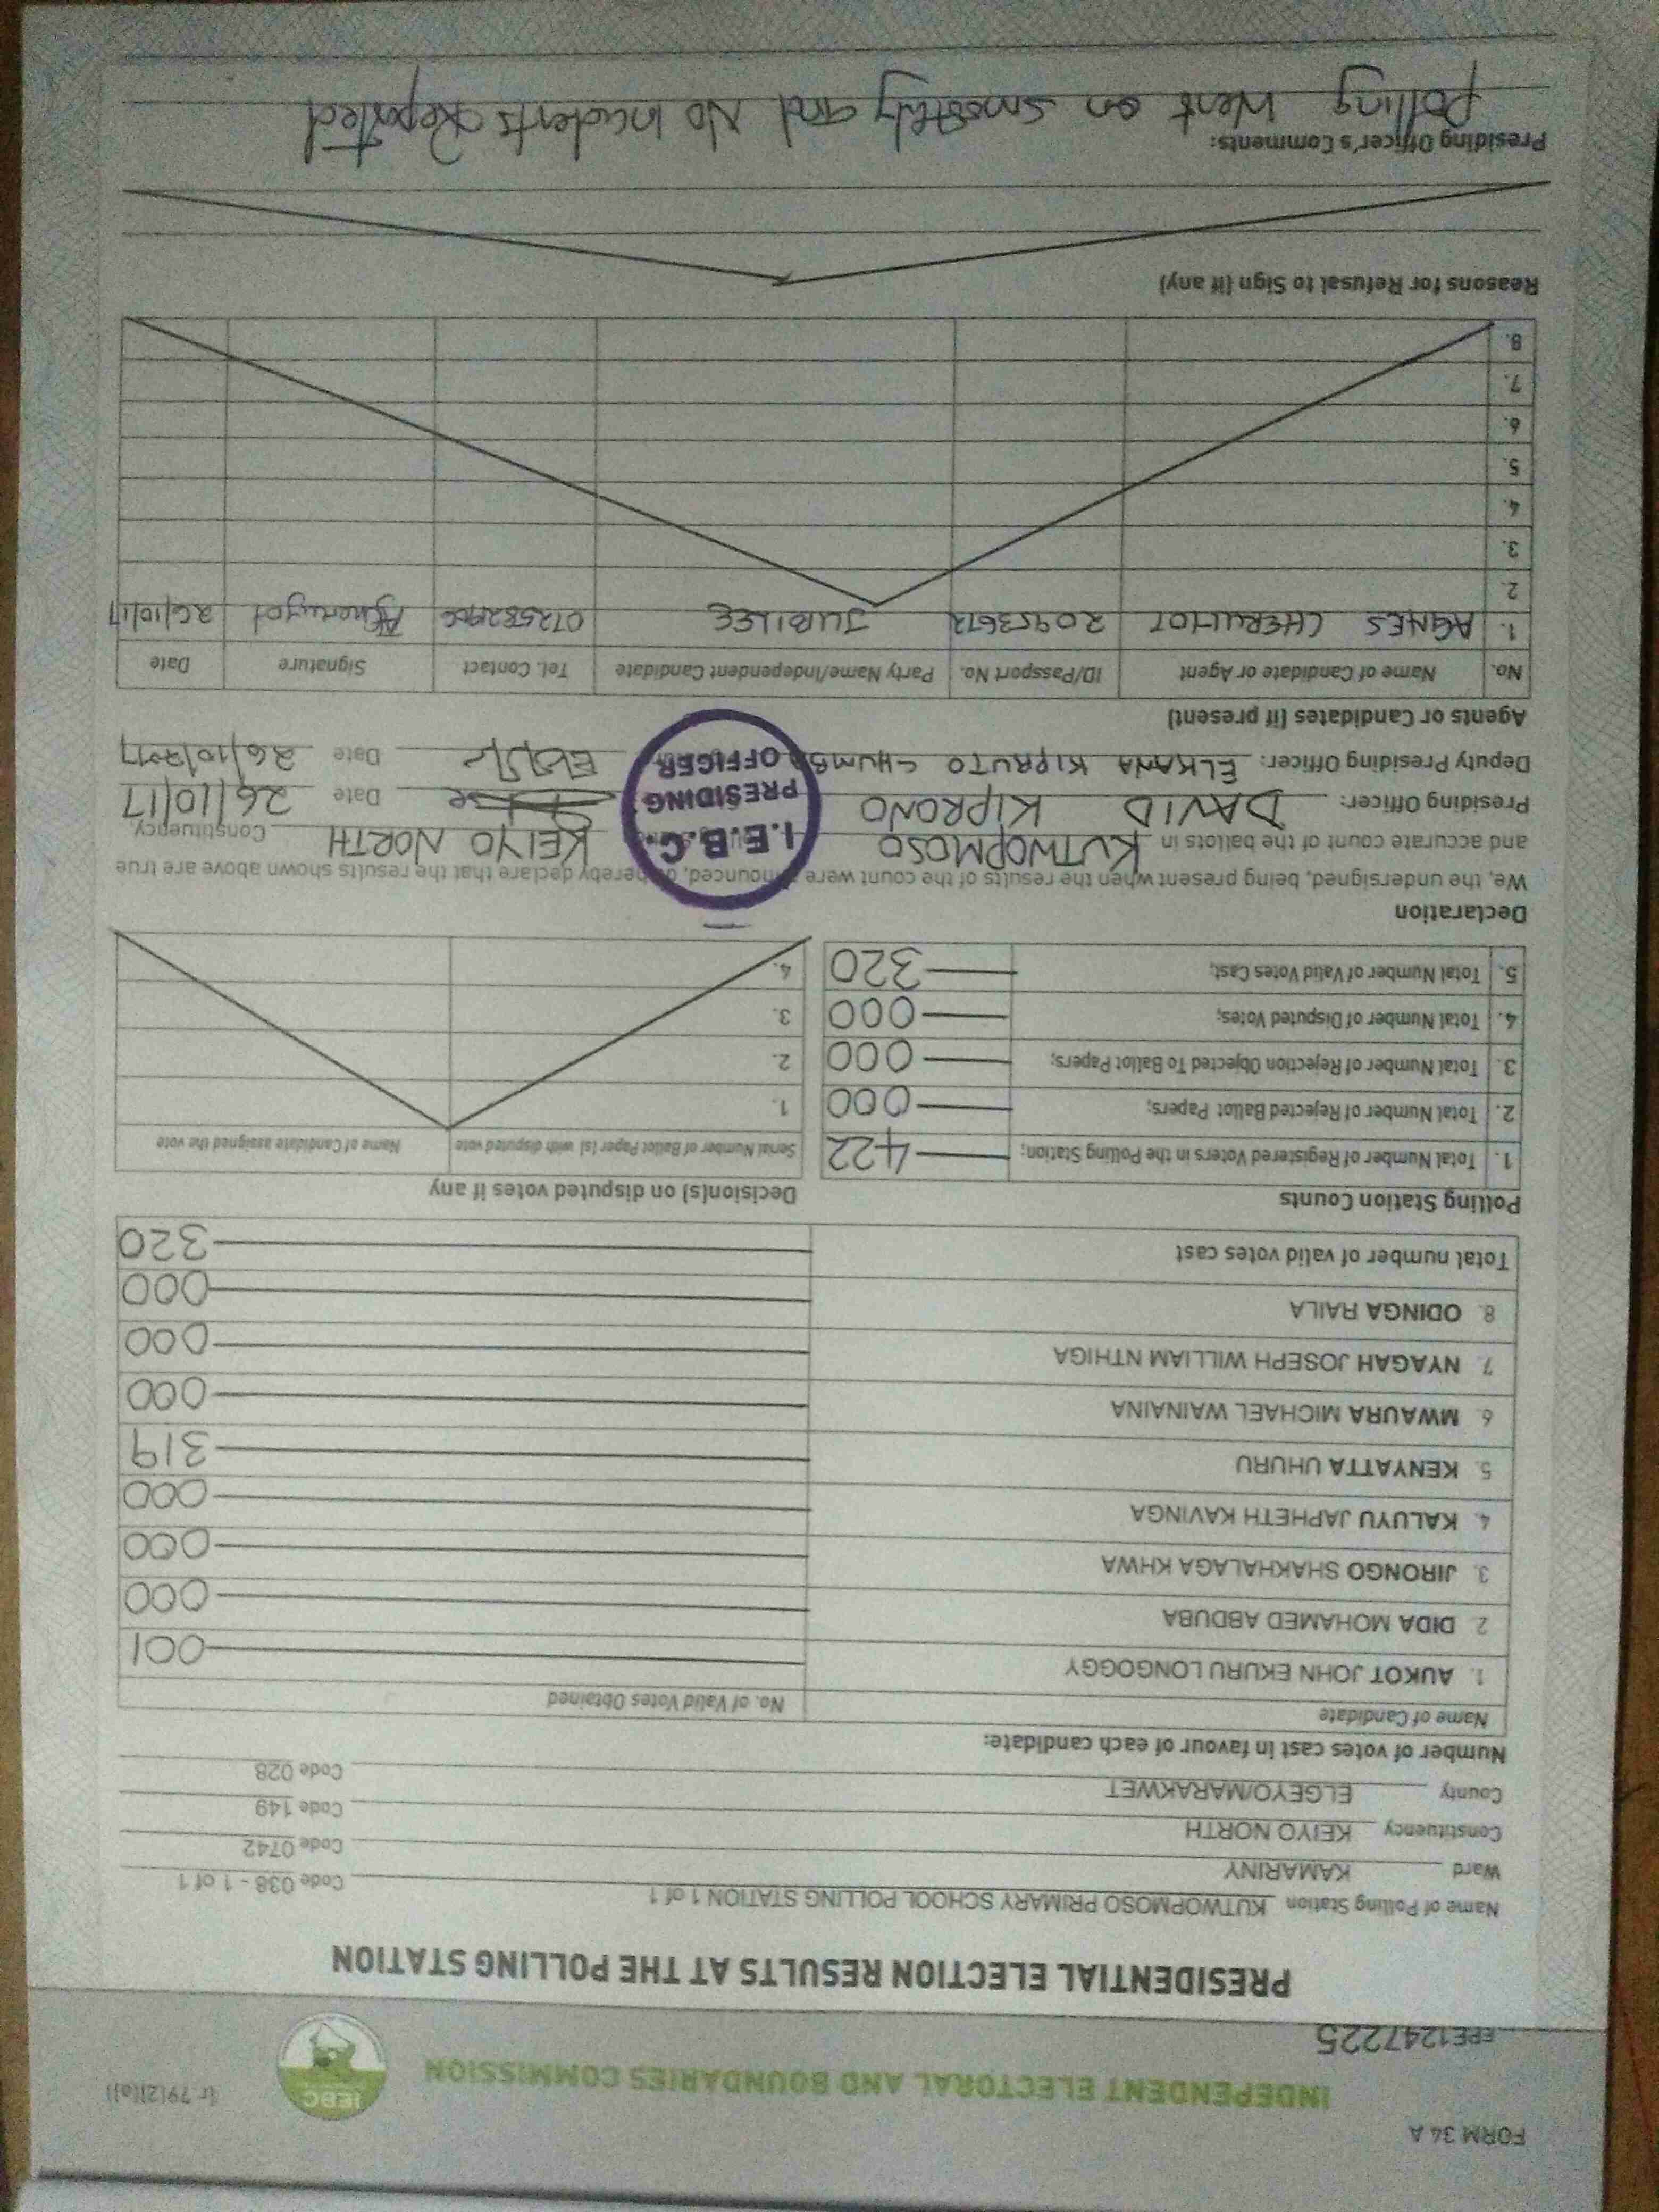 FORM 34 A
(r 79(2)(a))
INDEPENDENT ELECTORAL AND BOUNDARIES COMMISSION
IEBC
EPE1247225
PRESIDENTIAL ELECTION RESULTS AT THE POLLING STATION
Name of Polling Station KUTWOPMOSO PRIMARY SCHOOL POLLING STATION 1 of 1 Code 038 - 1 of 1
Ward KAMARINY Code 0742
Constituency KEIYO NORTH Code 149
County ELGEYO/MARAKWET Code 028
Number of votes cast in favour of each candidate:
Name of Candidate No. of Valid Votes Obtained
1. AUKOT JOHN EKURU LONGOGGY 001
2 DIDA MOHAMED ABDUBA 000
3. JIRONGO SHAKHALAGA KHWA 000
4. KALUYU JAPHETH KAVINGA 000
5. KENYATTA UHURU 319
6 MWAURA MICHAEL WAINAINA 000
7. NYAGAH JOSEPH WILLIAM NTHIGA 000
8. ODINGA RAILA 000
Total number of valid votes cast 320
Polling Station Counts
1. Total Number of Registered Voters in the Polling Station; 422
2. Total Number of Rejected Ballot Papers; 000
3. Total Number of Rejection Objected To Ballot Papers; 000
4. Total Number of Disputed Votes; 000
5. Total Number of Valid Votes Cast; 320
Decision(s) on disputed votes if any
Serial Number of Ballot Paper (s) with disputed vote Name of Candidate assigned the vote
1.
2.
3.
4.
Declaration
We, the undersigned, being present when the results of the count were announced, do hereby declare that the results shown above are true
and accurate count of the ballots in KUTWOPMOSO KEIYO NORTH Constituency.
Presiding Officer: DAVID KIPRONO Date 26/10/17
Deputy Presiding Officer: ELKANA KIPRUTO CHUMBA Date 26/10/2017
I.E.B.C.
PRESIDING
OFFICER
Agents or Candidates (if present)
No. Name of Candidate or Agent ID/Passport No. Party Name/Independent Candidate Tel. Contact Signature Date
1. AGNES CHERUIYOT 20953672 JUBILEE 26/10/17
2
3.
4.
5.
6.
7.
8.
Reasons for Refusal to Sign (if any)
Presiding Officer's Comments:
Polling Went on Smoothly and No Incidents Reported